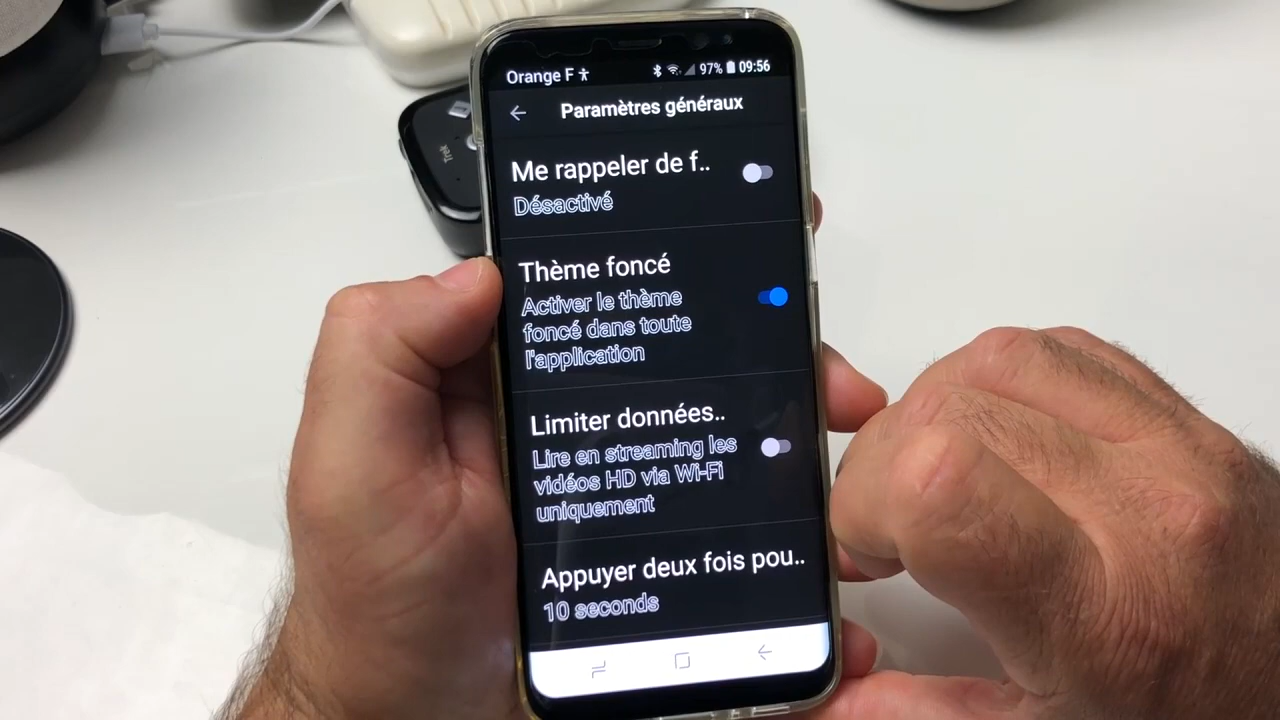 Orange F 97% 09:56
Paramètres généraux
Me rappeler de f..
Désactivé
Thème foncé
Activer le thème
foncé dans toute
l'application
Limiter données..
Lire en streaming les
vidéos HD via Wi-Fi
uniquement
Appuyer deux fois pou..
10 seconds
Trek